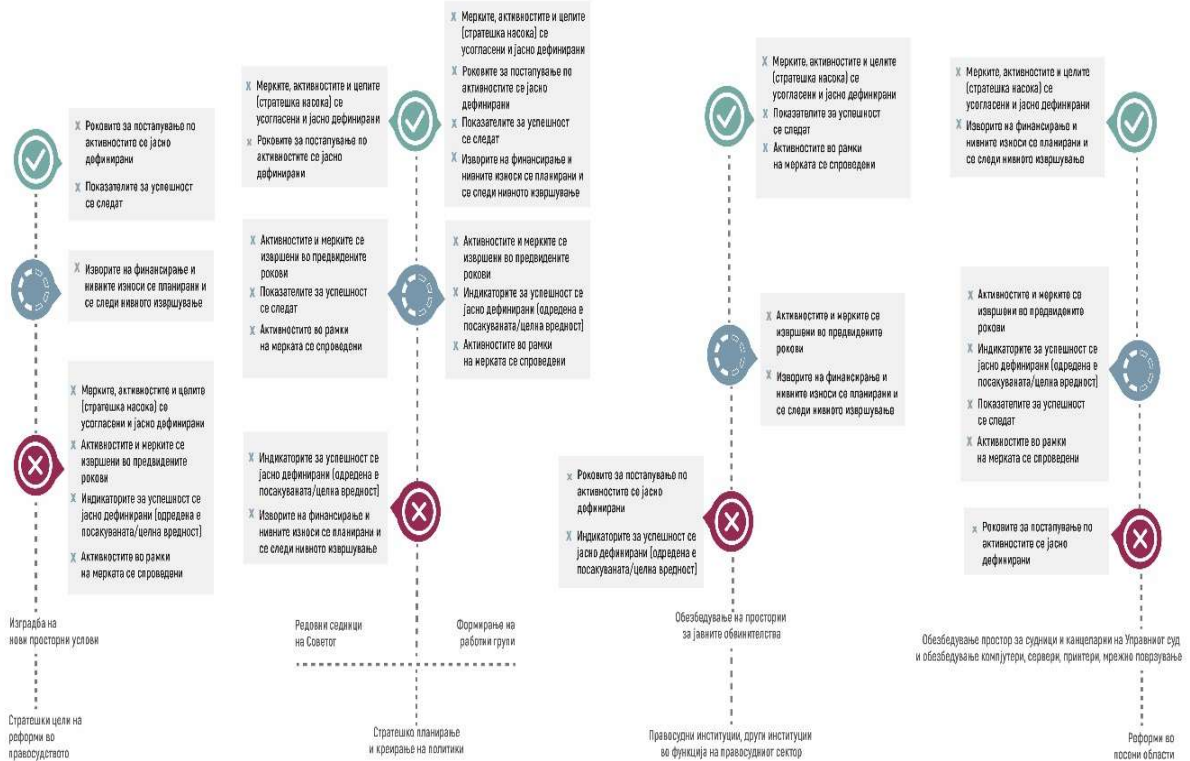 Роковите за постапување по
активностите се јасно
дефинирани
Показателите за успешност
се следат
Изворите на финансирање и
нивните износи се планирани и
се следи нивното извршување
Мерките, активностите и целите
(стратешка насока) се
усогласени и јасно дефинирани
Активностите и мерките се
извршени во предвидените
рокови
Индикаторите за успешност се
јасно дефинирани (одредена е
посакуваната/целна вредност)
Активностите во рамки
на мерката се спроведени
Изградба на
нови просторни услови
Стратешки цели на
реформи во
правосудството
Мерките, активностите и целите
(стратешка насока) се
усогласени и јасно дефинирани
Роковите за постапување по
активностите се јасно
дефинирани
Активностите и мерките се
извршени во предвидените
рокови
Показателите за успешност
се следат
Активностите во рамки
на мерката се спроведени
Индикаторите за успешност се
јасно дефинирани (одредена е
посакуваната/целна вредност)
Изворите на финансирање и
нивните износи се планирани и
се следи нивното извршување
Редовни седници
на Советот
Мерките, активностите и целите
(стратешка насока) се
усогласени и јасно дефинирани
Роковите за постапување по
активностите се јасно
дефинирани
Показателите за успешност
се следат
Изворите на финансирање и
нивните износи се планирани и
се следи нивното извршување
Активностите и мерките се
извршени во предвидените
рокови
Индикаторите за успешност се
јасно дефинирани (одредена е
посакуваната/целна вредност)
Активностите во рамки
на мерката се спроведени
Формирање на
работни групи
Стратешко планирање
и креирање на политики
Мерките, активностите и целите
(стратешка насока) се
усогласени и јасно дефинирани
Показателите за успешност
се следат
Активностите во рамки
на мерката се спроведени
Активностите и мерките се
извршени во предвидените
рокови
Изворите на финансирање и
нивните износи се планирани и
се следи нивното извршување
Роковите за постапување по
активностите се јасно
дефинирани
Индикаторите за успешност се
јасно дефинирани (одредена е
посакуваната/целна вредност)
Обезбедување на простории
за јавните обвинителства
Правосудни институции, други институции
во функција на правосудниот сектор
Мерките, активностите и целите
(стратешка насока) се
усогласени и јасно дефинирани
Изворите на финансирање и
нивните износи се планирани и
се следи нивното извршување
Активностите и мерките се
извршени во предвидените
рокови
Индикаторите за успешност се
јасно дефинирани (одредена е
посакуваната/целна вредност)
Показателите за успешност
се следат
Активностите во рамки
на мерката се спроведени
Роковите за постапување по
активностите се јасно
дефинирани
Обезбедување простор за судници и канцеларии на Управниот суд
и обезбедување компјутери, сервери, принтери, мрежно поврзување
Реформи во
посебни области